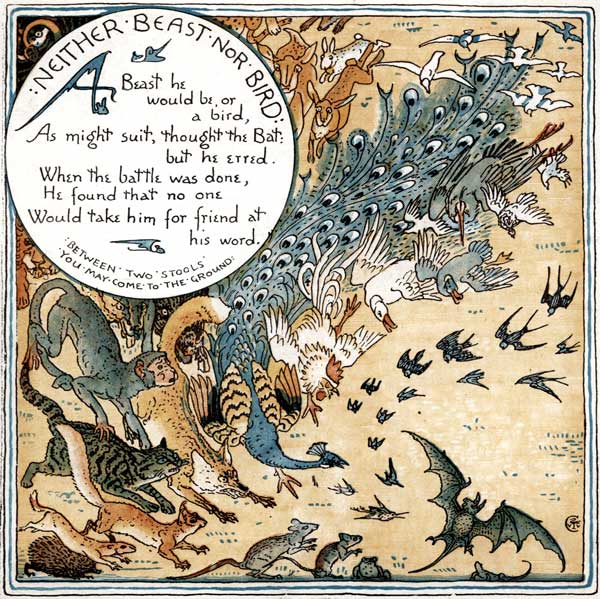 :NEITHER·BEAST·NOR·BIRD:
A Beast he
would be, or
a bird,
As might suit, thought the Bat:
but he erred.
When the battle was done,
He found that no one
Would take him for friend at
his word.
:BETWEEN·TWO·STOOLS·
YOU·MAY·COME·TO·THE·GROUND: